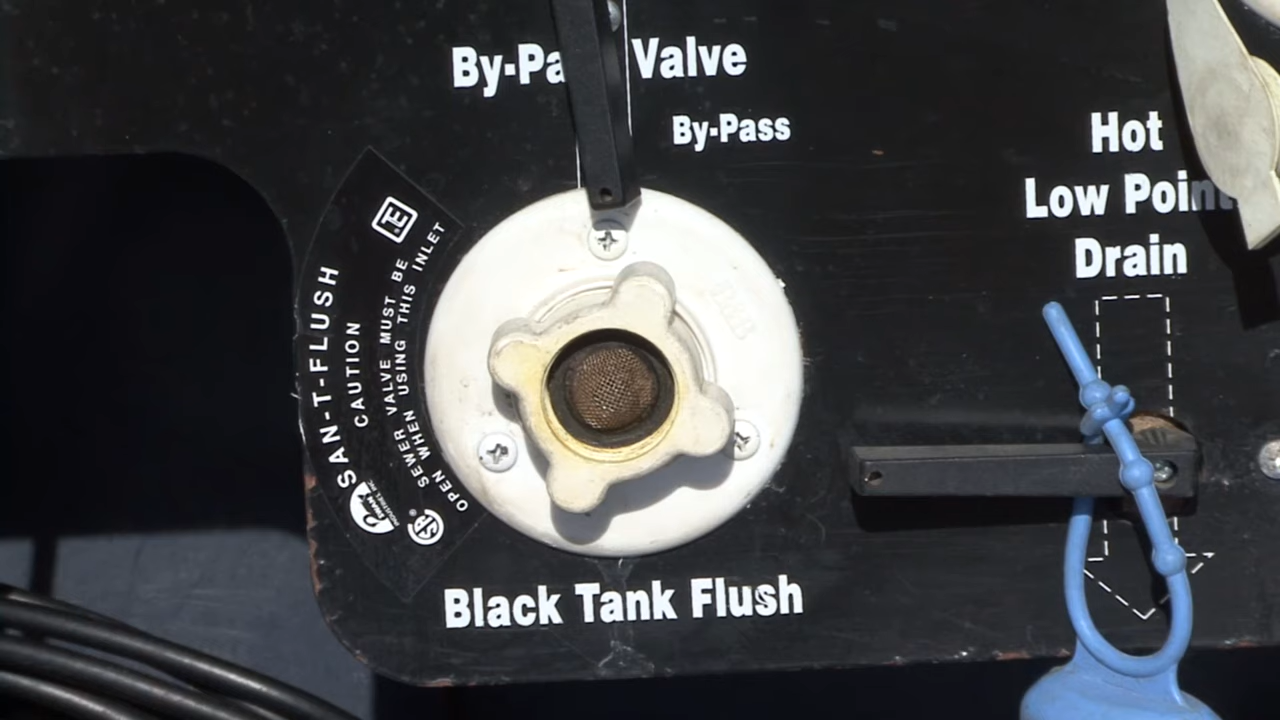 By-Pa Valve
By-Pass
Hot
Low Point
Drain
SAN-T-FLUSH
CAUTION
SEWER VALVE MUST BE
OPEN WHEN USING THIS INLET
Black Tank Flush